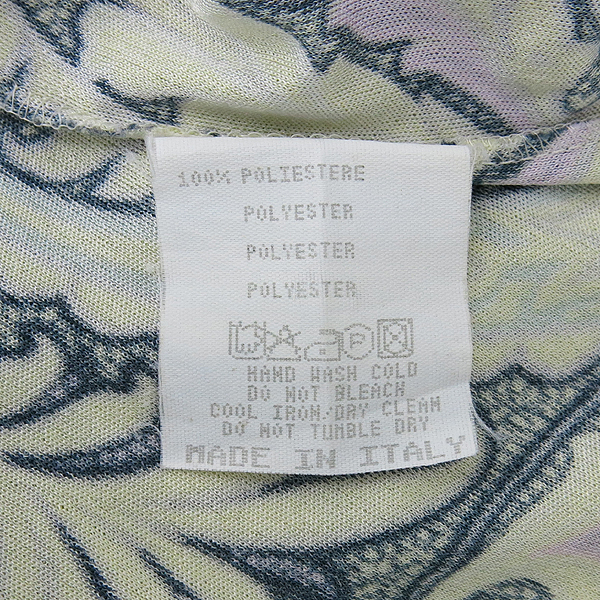 100% POLIESTERE
POLYESTER
POLYESTER
POLYESTER
P
HAND WASH COLD
DO NOT BLEACH
COOL IRON/DRY CLEAN
DO NOT TUMBLE DRY
MADE IN ITALY